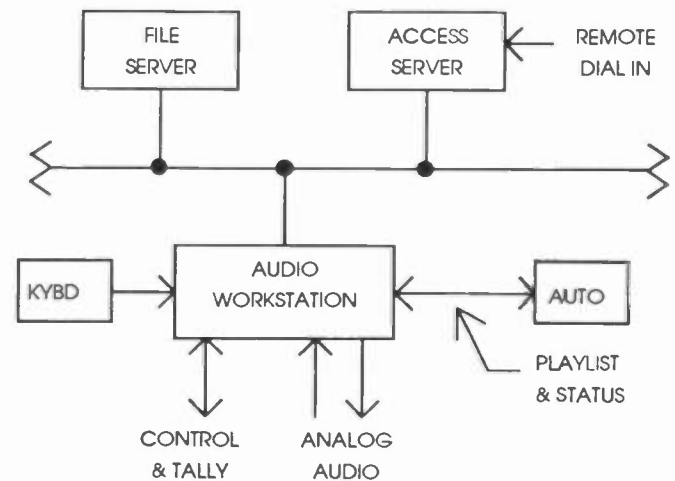 FILE
SERVER
ACCESS
SERVER
REMOTE
DIAL IN
KYBD
AUDIO
WORKSTATION
AUTO
PLAYLIST
& STATUS
CONTROL
& TALLY
ANALOG
AUDIO